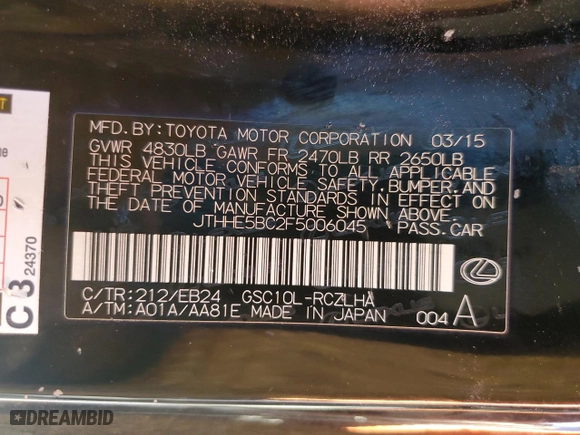 MFD. BY: TOYOTA MOTOR CORPORATION 03/15
GVWR 4830LB GAWR FR 2470LB RR 2650LB
THIS VEHICLE CONFORMS TO ALL APPLICABLE
FEDERAL MOTOR VEHICLE SAFETY, BUMPER, AND
THEFT PREVENTION STANDARDS IN EFFECT ON
THE DATE OF MANUFACTURE SHOWN ABOVE.
JTHHE5BC2F5006045 PASS.CAR
C/TR: 212/EB24 GSC10L-RCZLHA
A/TM: A01A/AA81E MADE IN JAPAN 004 A
C3
24370
DREAMBID